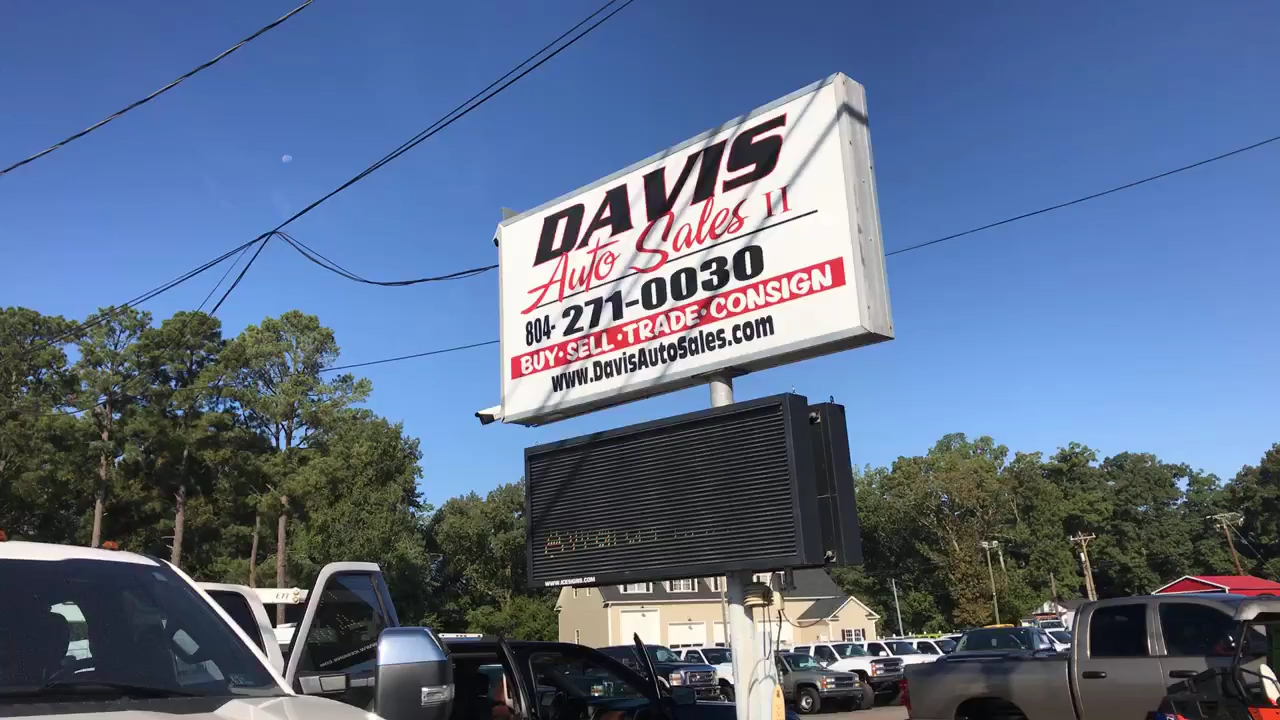 DAVIS
Auto Sales II
804-271-0030
BUY·SELL·TRADE·CONSIGN
www.DavisAutoSales.com
WWW.ICESIGNS.COM